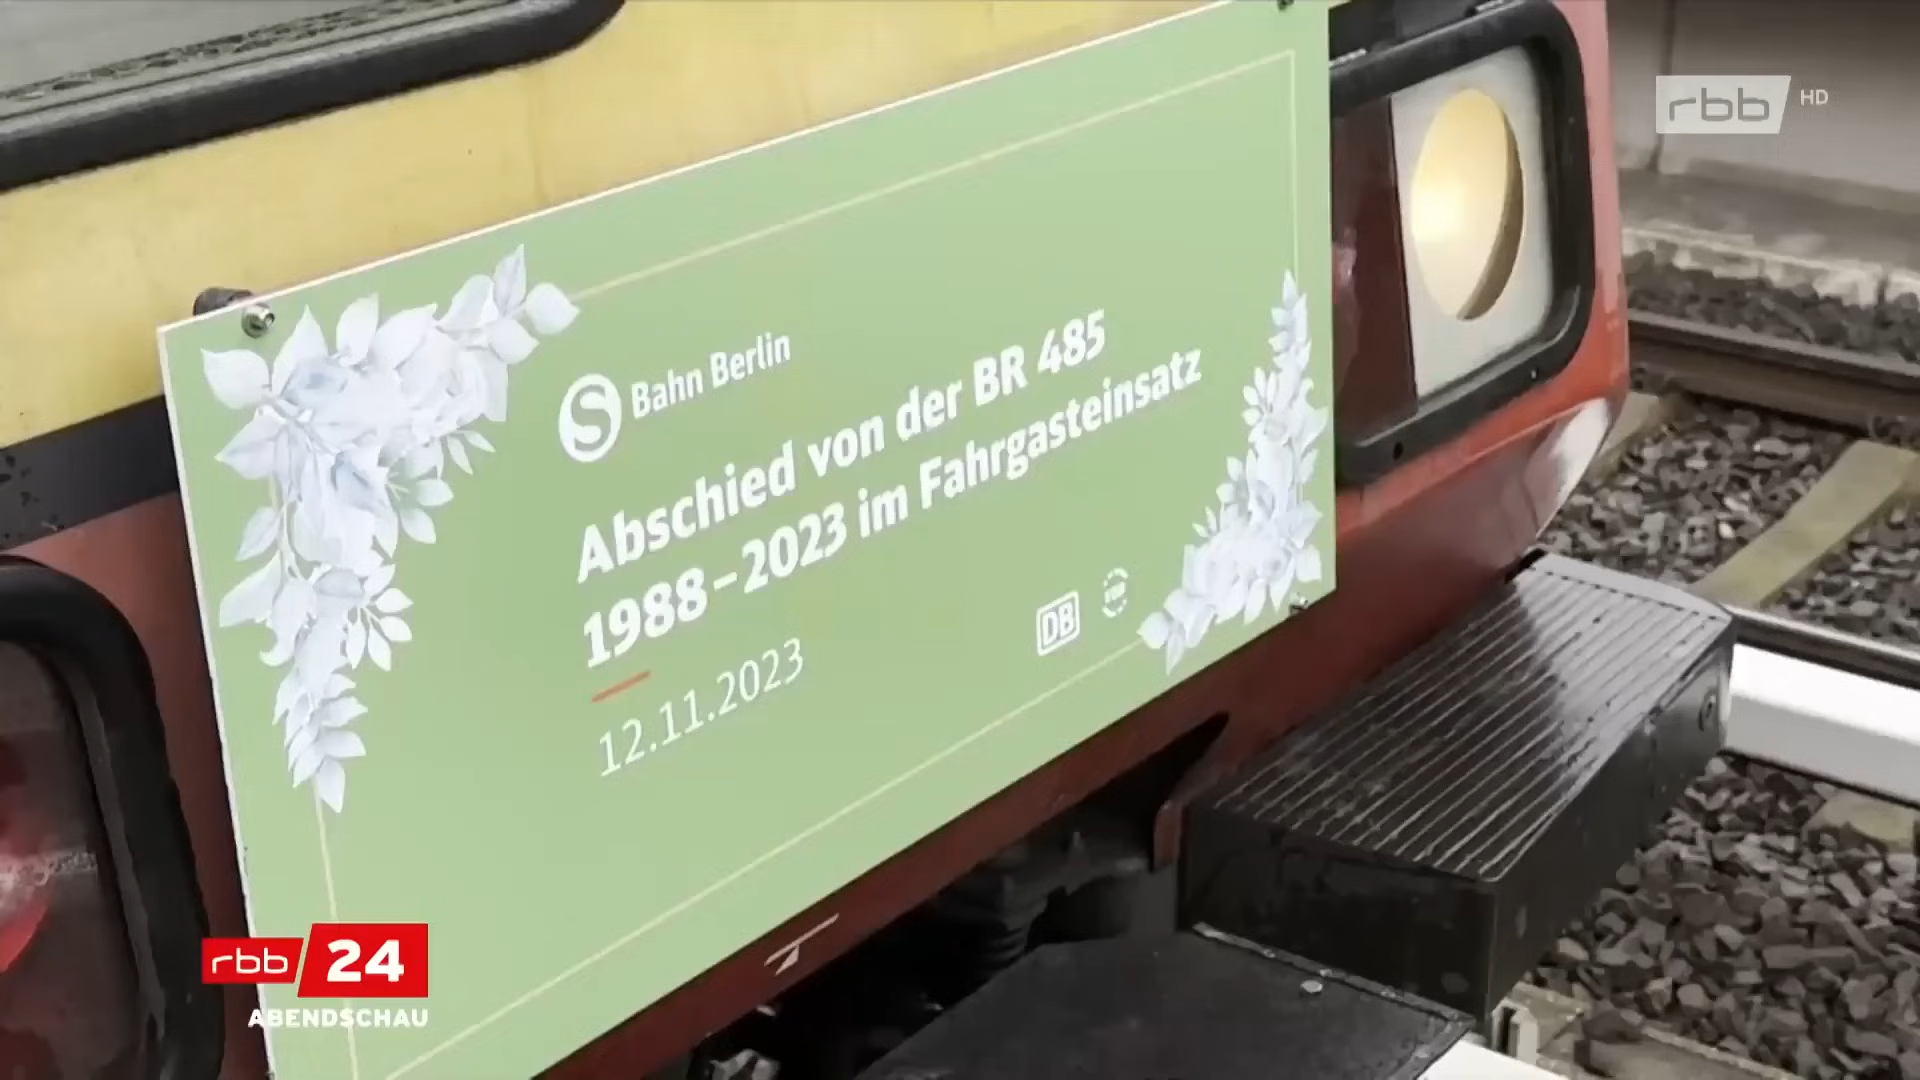 rbb HD
S Bahn Berlin
Abschied von der BR 485
1988–2023 im Fahrgasteinsatz
12.11.2023
DB
VBB
rbb 24
ABENDSCHAU